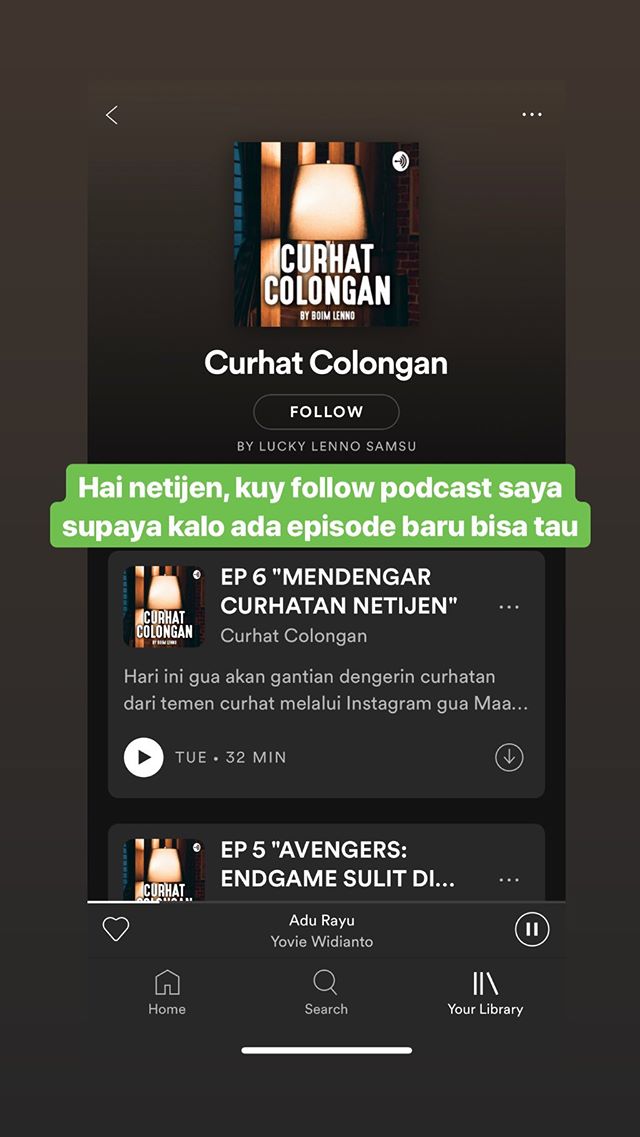 CURHAT
COLONGAN
BY BOIM LENNO
Curhat Colongan
FOLLOW
BY LUCKY LENNO SAMSU
Hai netijen, kuy follow podcast saya
supaya kalo ada episode baru bisa tau
CURHAT
COLONGAN
BY BOIM LENNO
EP 6 "MENDENGAR
CURHATAN NETIJEN"
Curhat Colongan
Hari ini gua akan gantian dengerin curhatan
dari temen curhat melalui Instagram gua Maa...
TUE • 32 MIN
CURHAT
EP 5 "AVENGERS:
ENDGAME SULIT DI...
Adu Rayu
Yovie Widianto
Home
Search
Your Library